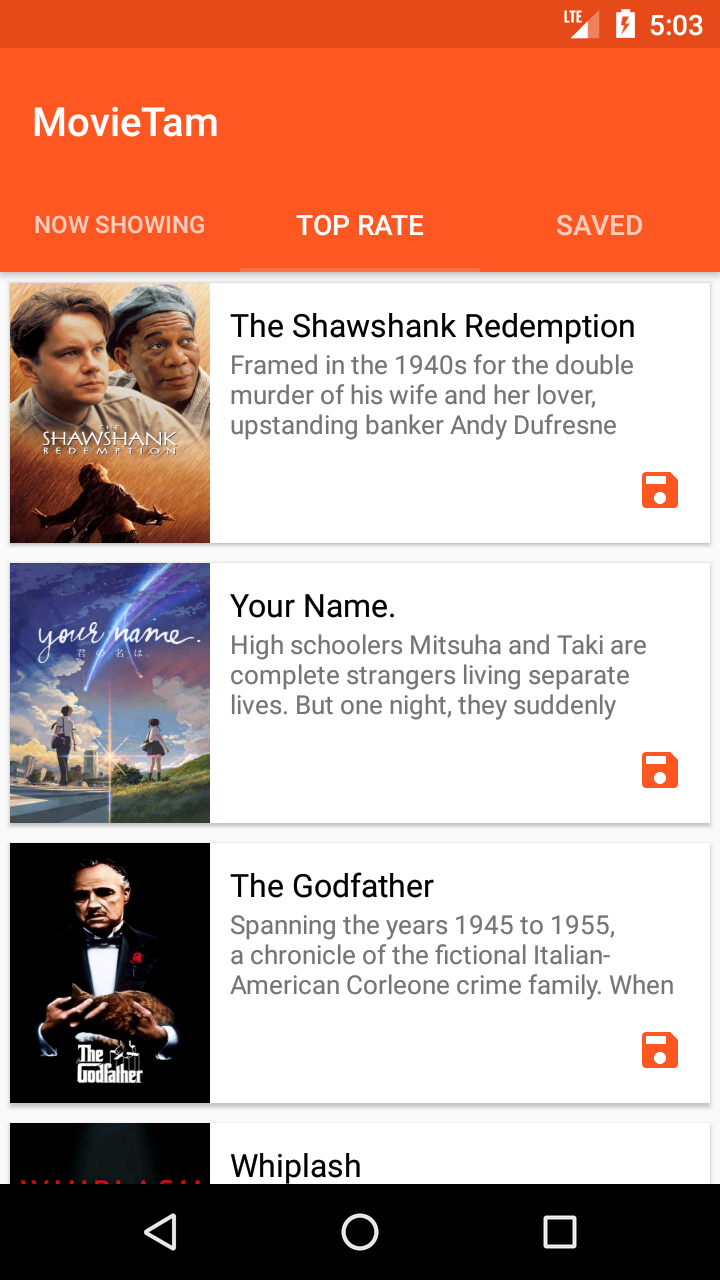 LTE 5:03
MovieTam
NOW SHOWING TOP RATE SAVED
THE
SHAWSHANK
REDEMPTION
The Shawshank Redemption
Framed in the 1940s for the double
murder of his wife and her lover,
upstanding banker Andy Dufresne
your name.
君の名は。
Your Name.
High schoolers Mitsuha and Taki are
complete strangers living separate
lives. But one night, they suddenly
The
Godfather
The Godfather
Spanning the years 1945 to 1955,
a chronicle of the fictional Italian-
American Corleone crime family. When
WHIPLASH
Whiplash